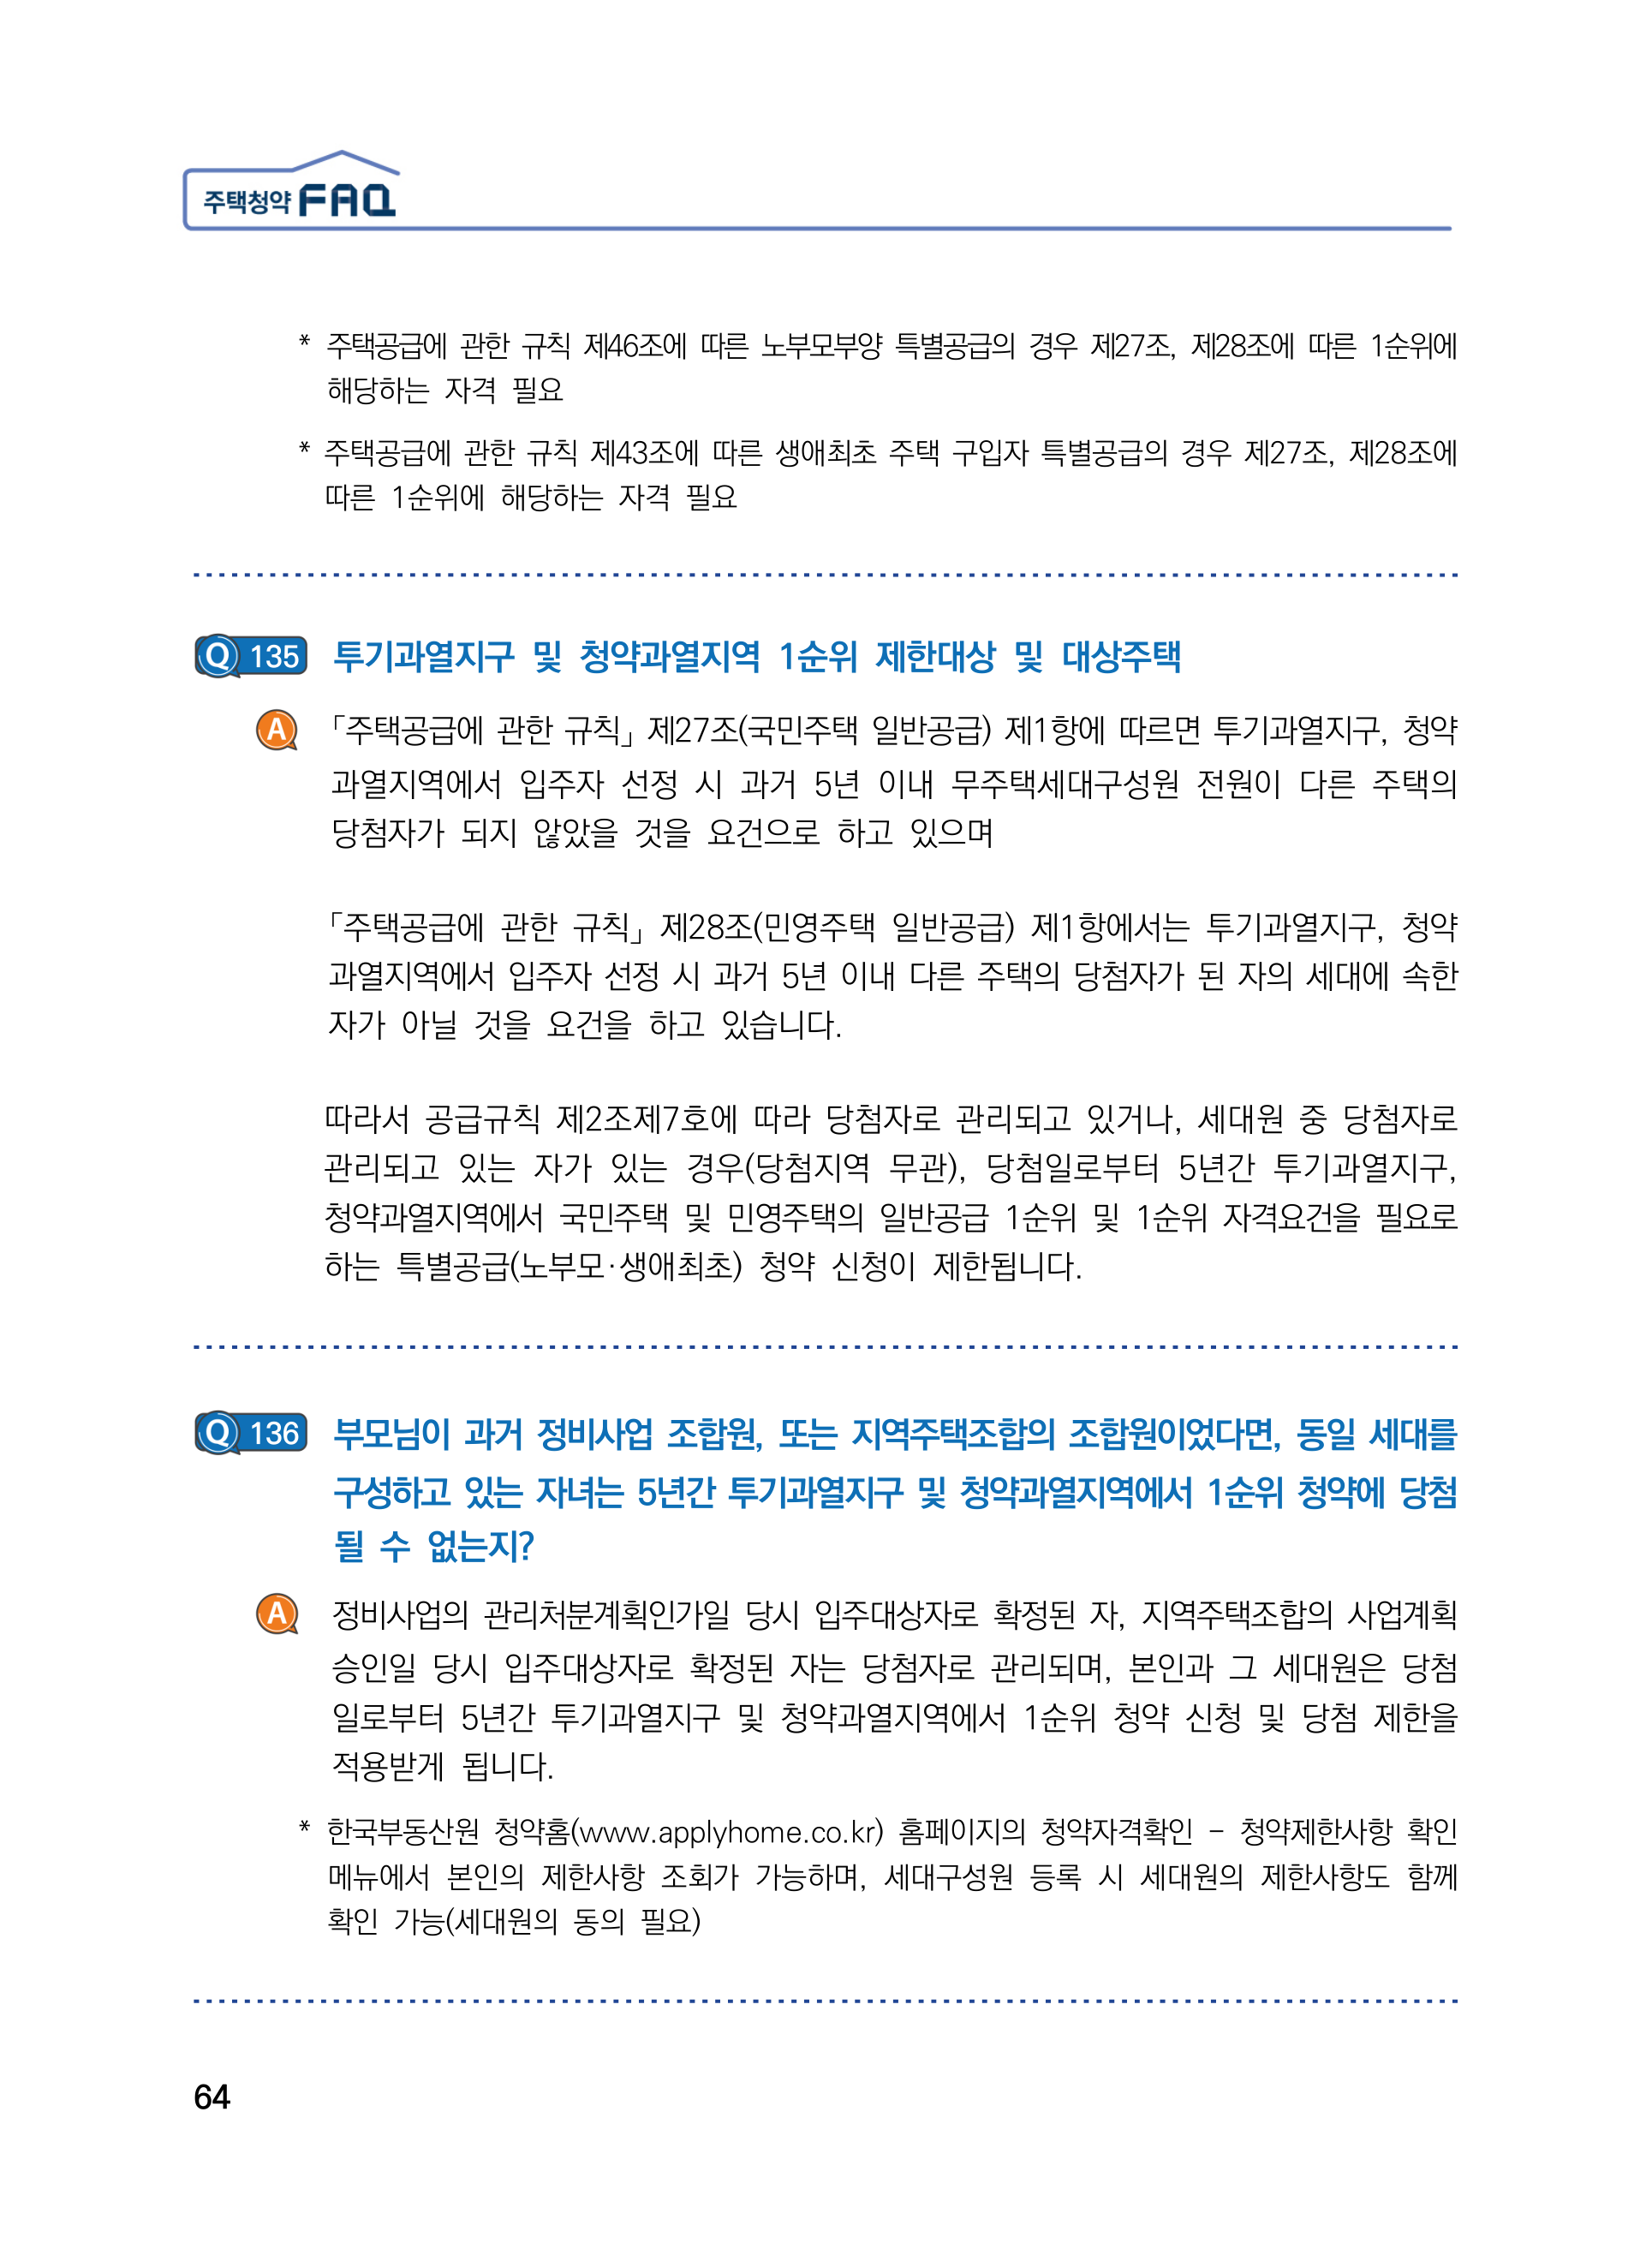 주택청약 FAQ
* 주택공급에 관한 규칙 제46조에 따른 노부모부양 특별공급의 경우 제27조, 제28조에 따른 1순위에
해당하는 자격 필요
* 주택공급에 관한 규칙 제43조에 따른 생애최초 주택 구입자 특별공급의 경우 제27조, 제28조에
따른 1순위에 해당하는 자격 필요
Q 135 투기과열지구 및 청약과열지역 1순위 제한대상 및 대상주택
A 「주택공급에 관한 규칙」 제27조(국민주택 일반공급) 제1항에 따르면 투기과열지구, 청약
과열지역에서 입주자 선정 시 과거 5년 이내 무주택세대구성원 전원이 다른 주택의
당첨자가 되지 않았을 것을 요건으로 하고 있으며
「주택공급에 관한 규칙」 제28조(민영주택 일반공급) 제1항에서는 투기과열지구, 청약
과열지역에서 입주자 선정 시 과거 5년 이내 다른 주택의 당첨자가 된 자의 세대에 속한
자가 아닐 것을 요건을 하고 있습니다.
따라서 공급규칙 제2조제7호에 따라 당첨자로 관리되고 있거나, 세대원 중 당첨자로
관리되고 있는 자가 있는 경우(당첨지역 무관), 당첨일로부터 5년간 투기과열지구,
청약과열지역에서 국민주택 및 민영주택의 일반공급 1순위 및 1순위 자격요건을 필요로
하는 특별공급(노부모·생애최초) 청약 신청이 제한됩니다.
Q 136 부모님이 과거 정비사업 조합원, 또는 지역주택조합의 조합원이었다면, 동일 세대를
구성하고 있는 자녀는 5년간 투기과열지구 및 청약과열지역에서 1순위 청약에 당첨
될 수 없는지?
A 정비사업의 관리처분계획인가일 당시 입주대상자로 확정된 자, 지역주택조합의 사업계획
승인일 당시 입주대상자로 확정된 자는 당첨자로 관리되며, 본인과 그 세대원은 당첨
일로부터 5년간 투기과열지구 및 청약과열지역에서 1순위 청약 신청 및 당첨 제한을
적용받게 됩니다.
* 한국부동산원 청약홈(www.applyhome.co.kr) 홈페이지의 청약자격확인 – 청약제한사항 확인
메뉴에서 본인의 제한사항 조회가 가능하며, 세대구성원 등록 시 세대원의 제한사항도 함께
확인 가능(세대원의 동의 필요)
64